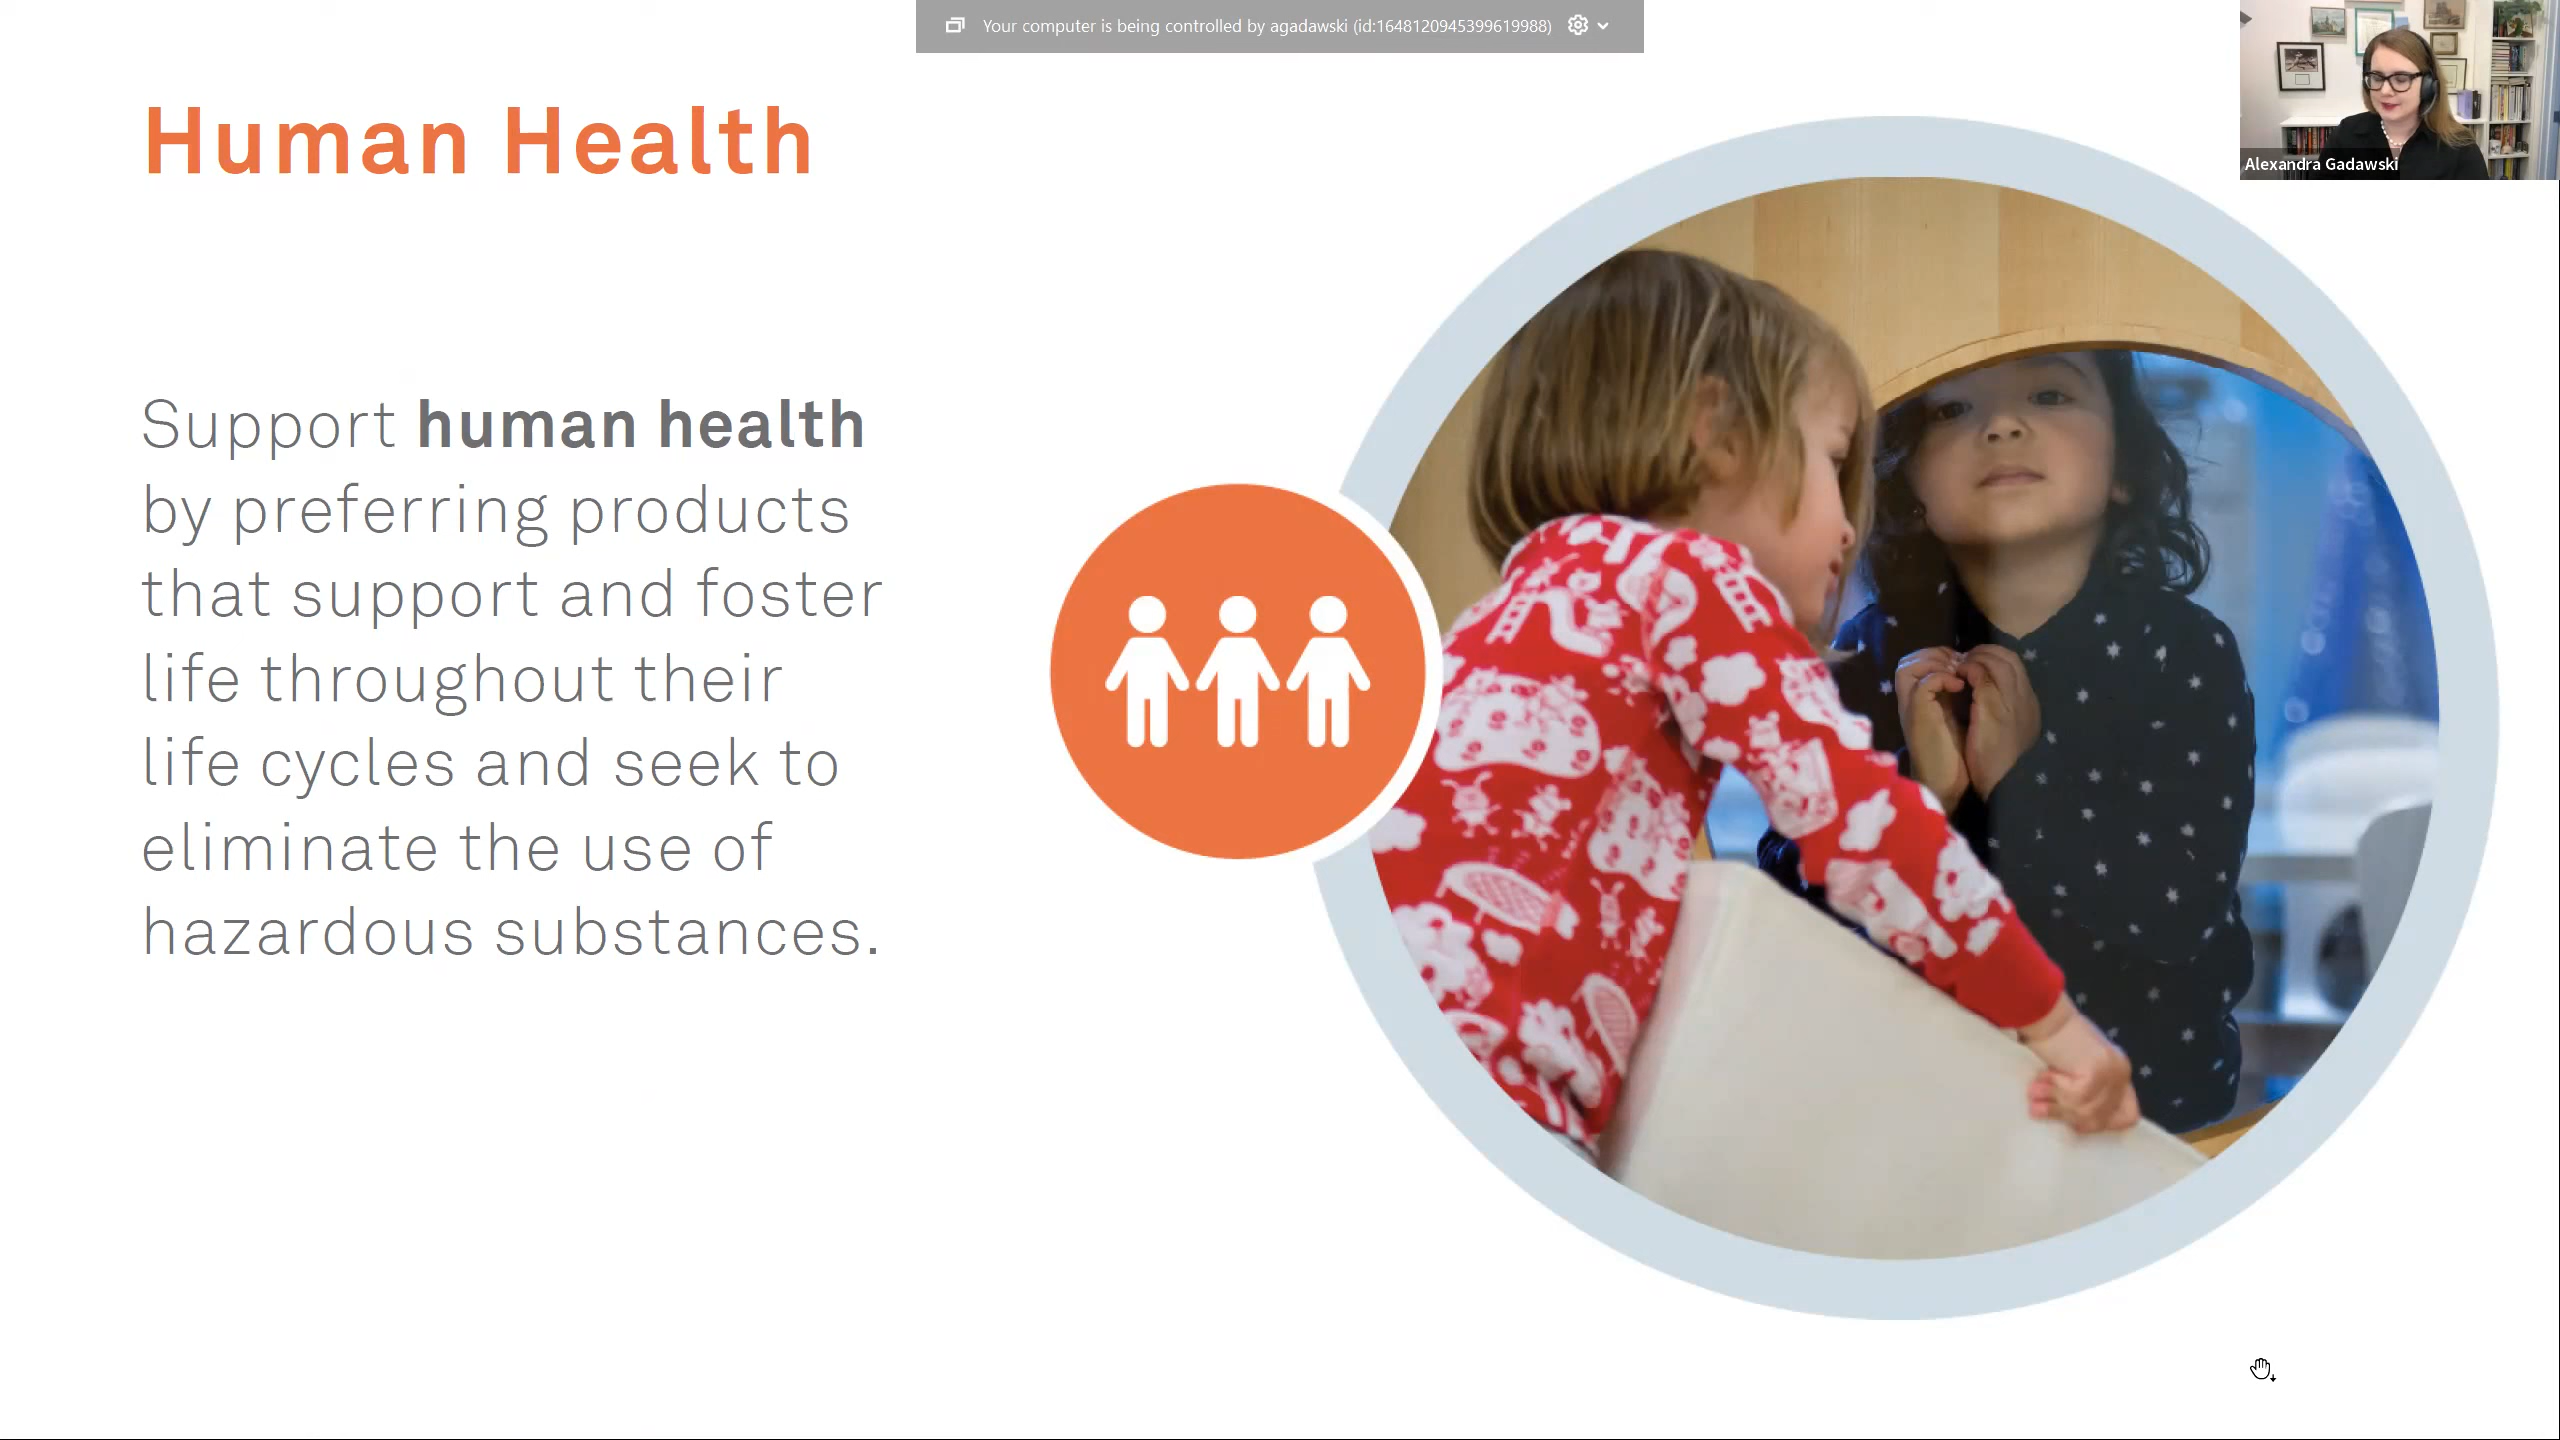 Your computer is being controlled by agadawski (id:1648120945399619988)
Alexandra Gadawski
Human Health
Support human health
by preferring products
that support and foster
life throughout their
life cycles and seek to
eliminate the use of
hazardous substances.